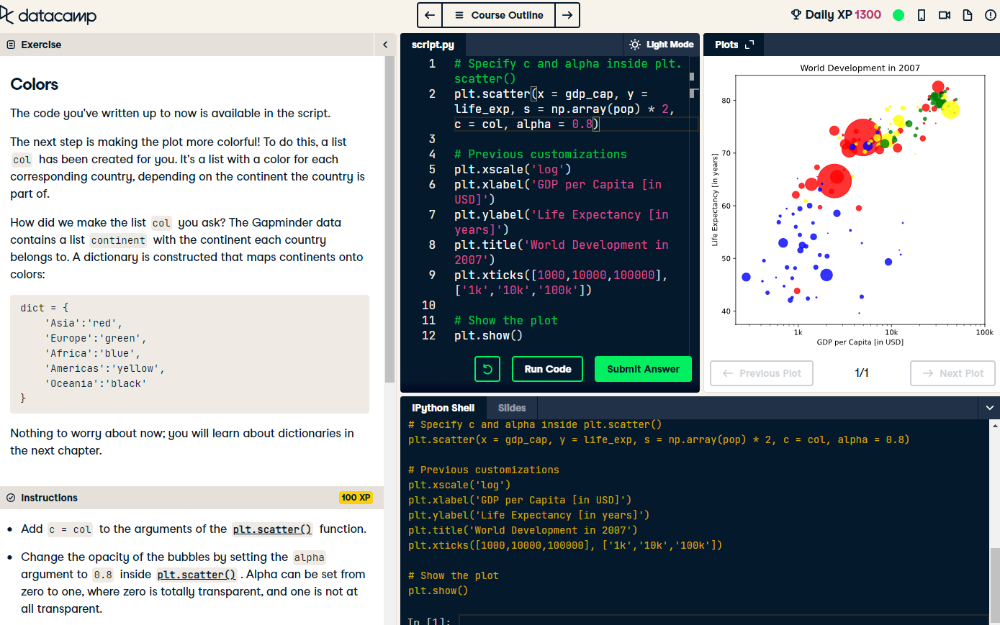 datacamp
Course Outline
Daily XP 1300
Exercise
Colors
The code you've written up to now is available in the script.
The next step is making the plot more colorful! To do this, a list
col has been created for you. It's a list with a color for each
corresponding country, depending on the continent the country is
part of.
How did we make the list col you ask? The Gapminder data
contains a list continent with the continent each country
belongs to. A dictionary is constructed that maps continents onto
colors:
dict = {
    'Asia':'red',
    'Europe':'green',
    'Africa':'blue',
    'Americas':'yellow',
    'Oceania':'black'
}
Nothing to worry about now; you will learn about dictionaries in
the next chapter.
Instructions
100 XP
Add c = col to the arguments of the plt.scatter() function.
Change the opacity of the bubbles by setting the alpha
argument to 0.8 inside plt.scatter(). Alpha can be set from
zero to one, where zero is totally transparent, and one is not at
all transparent.
script.py
Light Mode
1 # Specify c and alpha inside plt.
scatter()
2 plt.scatter(x = gdp_cap, y =
life_exp, s = np.array(pop) * 2,
c = col, alpha = 0.8)
3
4 # Previous customizations
5 plt.xscale('log')
6 plt.xlabel('GDP per Capita [in
USD]')
7 plt.ylabel('Life Expectancy [in
years]')
8 plt.title('World Development in
2007')
9 plt.xticks([1000,10000,100000],
['1k','10k','100k'])
10
11 # Show the plot
12 plt.show()
Run Code
Submit Answer
Plots
World Development in 2007
Life Expectancy [in years]
80
70
60
50
40
1k 10k 100k
GDP per Capita [in USD]
Previous Plot
1/1
Next Plot
IPython Shell
Slides
# Specify c and alpha inside plt.scatter()
plt.scatter(x = gdp_cap, y = life_exp, s = np.array(pop) * 2, c = col, alpha = 0.8)
# Previous customizations
plt.xscale('log')
plt.xlabel('GDP per Capita [in USD]')
plt.ylabel('Life Expectancy [in years]')
plt.title('World Development in 2007')
plt.xticks([1000,10000,100000], ['1k','10k','100k'])
# Show the plot
plt.show()
In [1]: